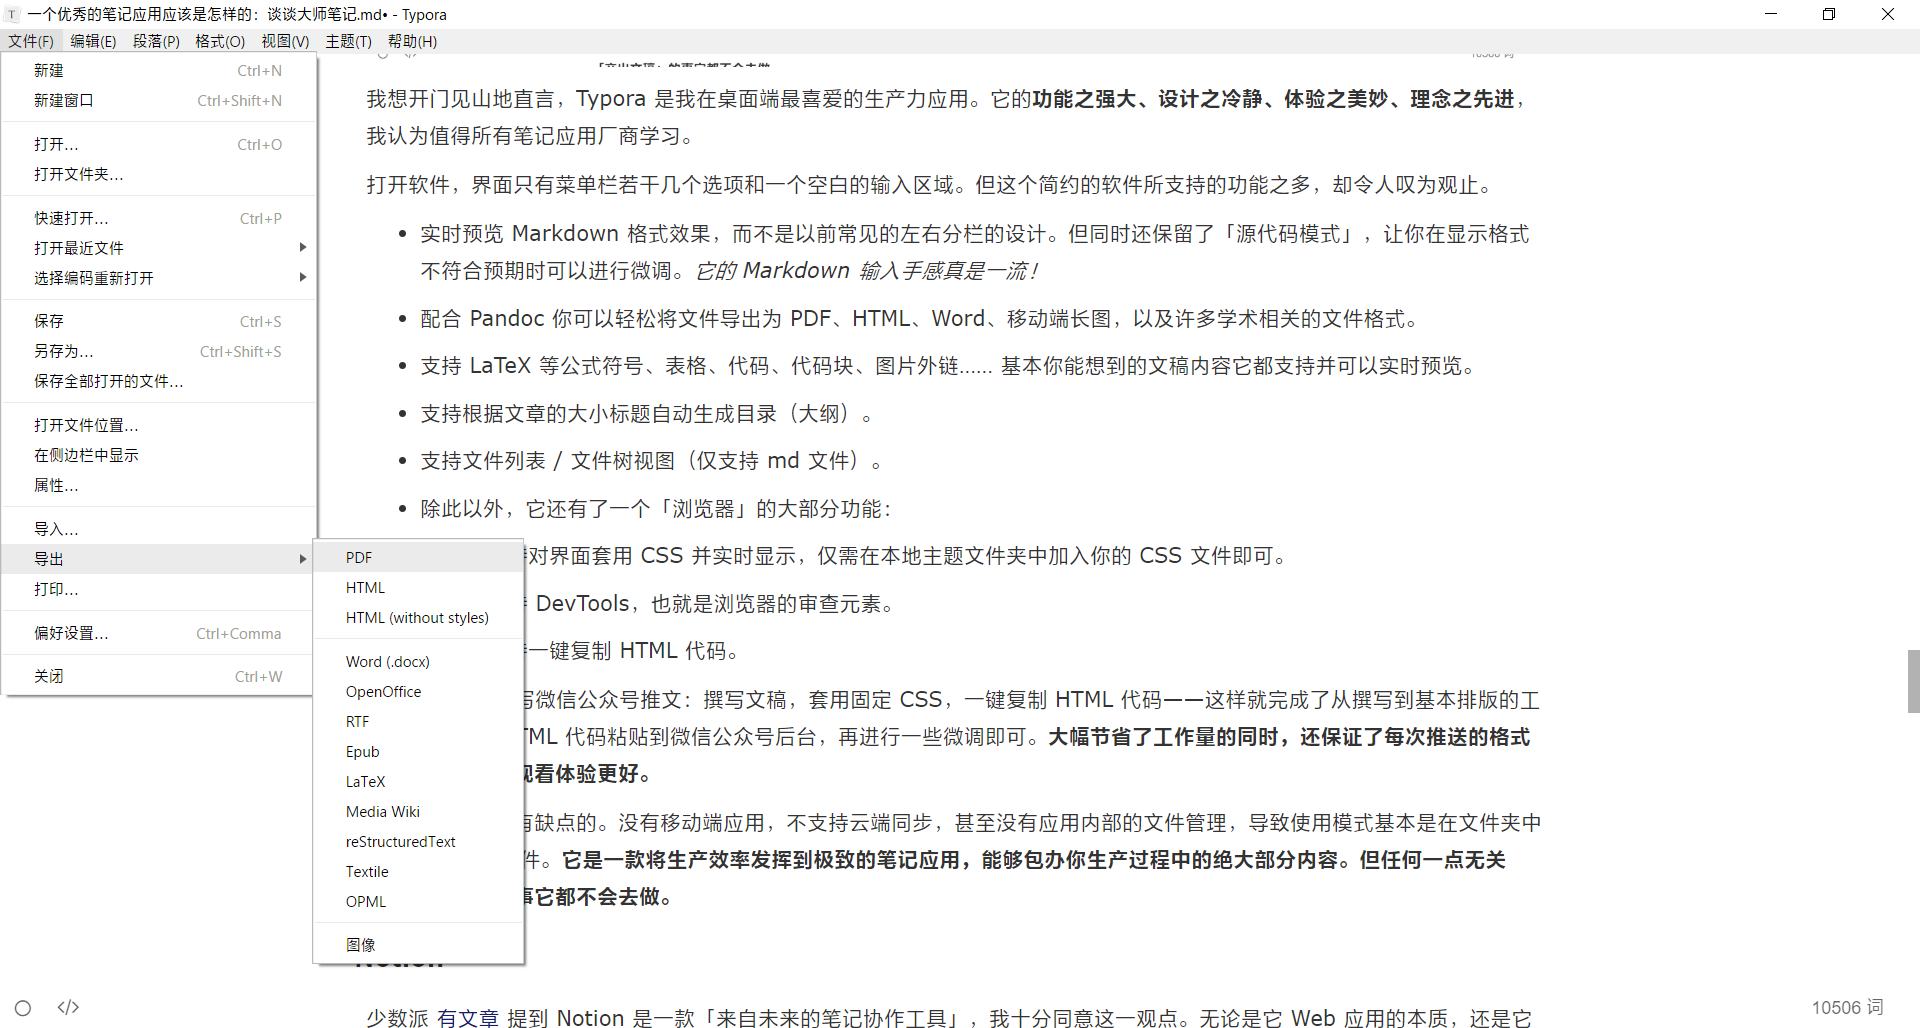 一个优秀的笔记应用应该是怎样的：谈谈大师笔记.md• - Typora
文件(F) 编辑(E) 段落(P) 格式(O) 视图(V) 主题(T) 帮助(H)
新建 Ctrl+N
新建窗口 Ctrl+Shift+N
打开... Ctrl+O
打开文件夹...
快速打开... Ctrl+P
打开最近文件
选择编码重新打开
保存 Ctrl+S
另存为... Ctrl+Shift+S
保存全部打开的文件...
打开文件位置...
在侧边栏中显示
属性...
导入...
导出
打印...
偏好设置... Ctrl+Comma
关闭 Ctrl+W
PDF
HTML
HTML (without styles)
Word (.docx)
OpenOffice
RTF
Epub
LaTeX
Media Wiki
reStructuredText
Textile
OPML
图像
我想开门见山地直言，Typora 是我在桌面端最喜爱的生产力应用。它的功能之强大、设计之冷静、体验之美妙、理念之先进，
我认为值得所有笔记应用厂商学习。
打开软件，界面只有菜单栏若干几个选项和一个空白的输入区域。但这个简约的软件所支持的功能之多，却令人叹为观止。
• 实时预览 Markdown 格式效果，而不是以前常见的左右分栏的设计。但同时还保留了「源代码模式」，让你在显示格式
不符合预期时可以进行微调。它的 Markdown 输入手感真是一流！
• 配合 Pandoc 你可以轻松将文件导出为 PDF、HTML、Word、移动端长图，以及许多学术相关的文件格式。
• 支持 LaTeX 等公式符号、表格、代码、代码块、图片外链...... 基本你能想到的文稿内容它都支持并可以实时预览。
• 支持根据文章的大小标题自动生成目录（大纲）。
• 支持文件列表 / 文件树视图（仅支持 md 文件）。
• 除此以外，它还有了一个「浏览器」的大部分功能：
对界面套用 CSS 并实时显示，仅需在本地主题文件夹中加入你的 CSS 文件即可。
DevTools，也就是浏览器的审查元素。
一键复制 HTML 代码。
写微信公众号推文：撰写文稿，套用固定 CSS，一键复制 HTML 代码——这样就完成了从撰写到基本排版的工
TML 代码粘贴到微信公众号后台，再进行一些微调即可。大幅节省了工作量的同时，还保证了每次推送的格式
观看体验更好。
有缺点的。没有移动端应用，不支持云端同步，甚至没有应用内部的文件管理，导致使用模式基本是在文件夹中
件。它是一款将生产效率发挥到极致的笔记应用，能够包办你生产过程中的绝大部分内容。但任何一点无关
事它都不会去做。
少数派 有文章 提到 Notion 是一款「来自未来的笔记协作工具」，我十分同意这一观点。无论是它 Web 应用的本质，还是它
</> 10506 词